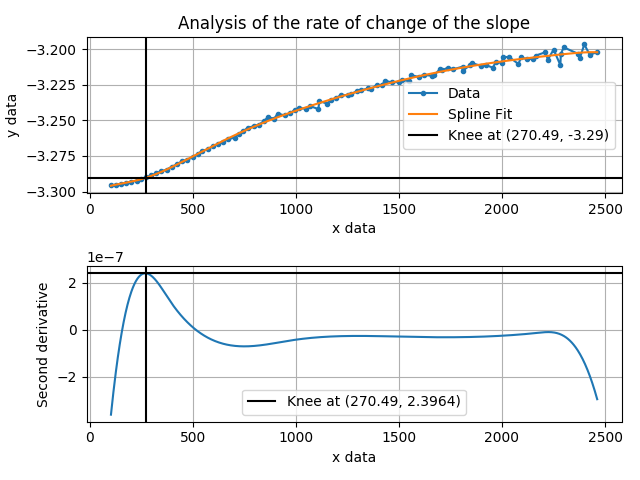 Analysis of the rate of change of the slope
−3.200
−3.225
−3.250
−3.275
−3.300
y data
Data
Spline Fit
Knee at (270.49, -3.29)
0
500
1000
1500
2000
2500
x data
1e−7
2
0
−2
Second derivative
Knee at (270.49, 2.3964)
0
500
1000
1500
2000
2500
x data